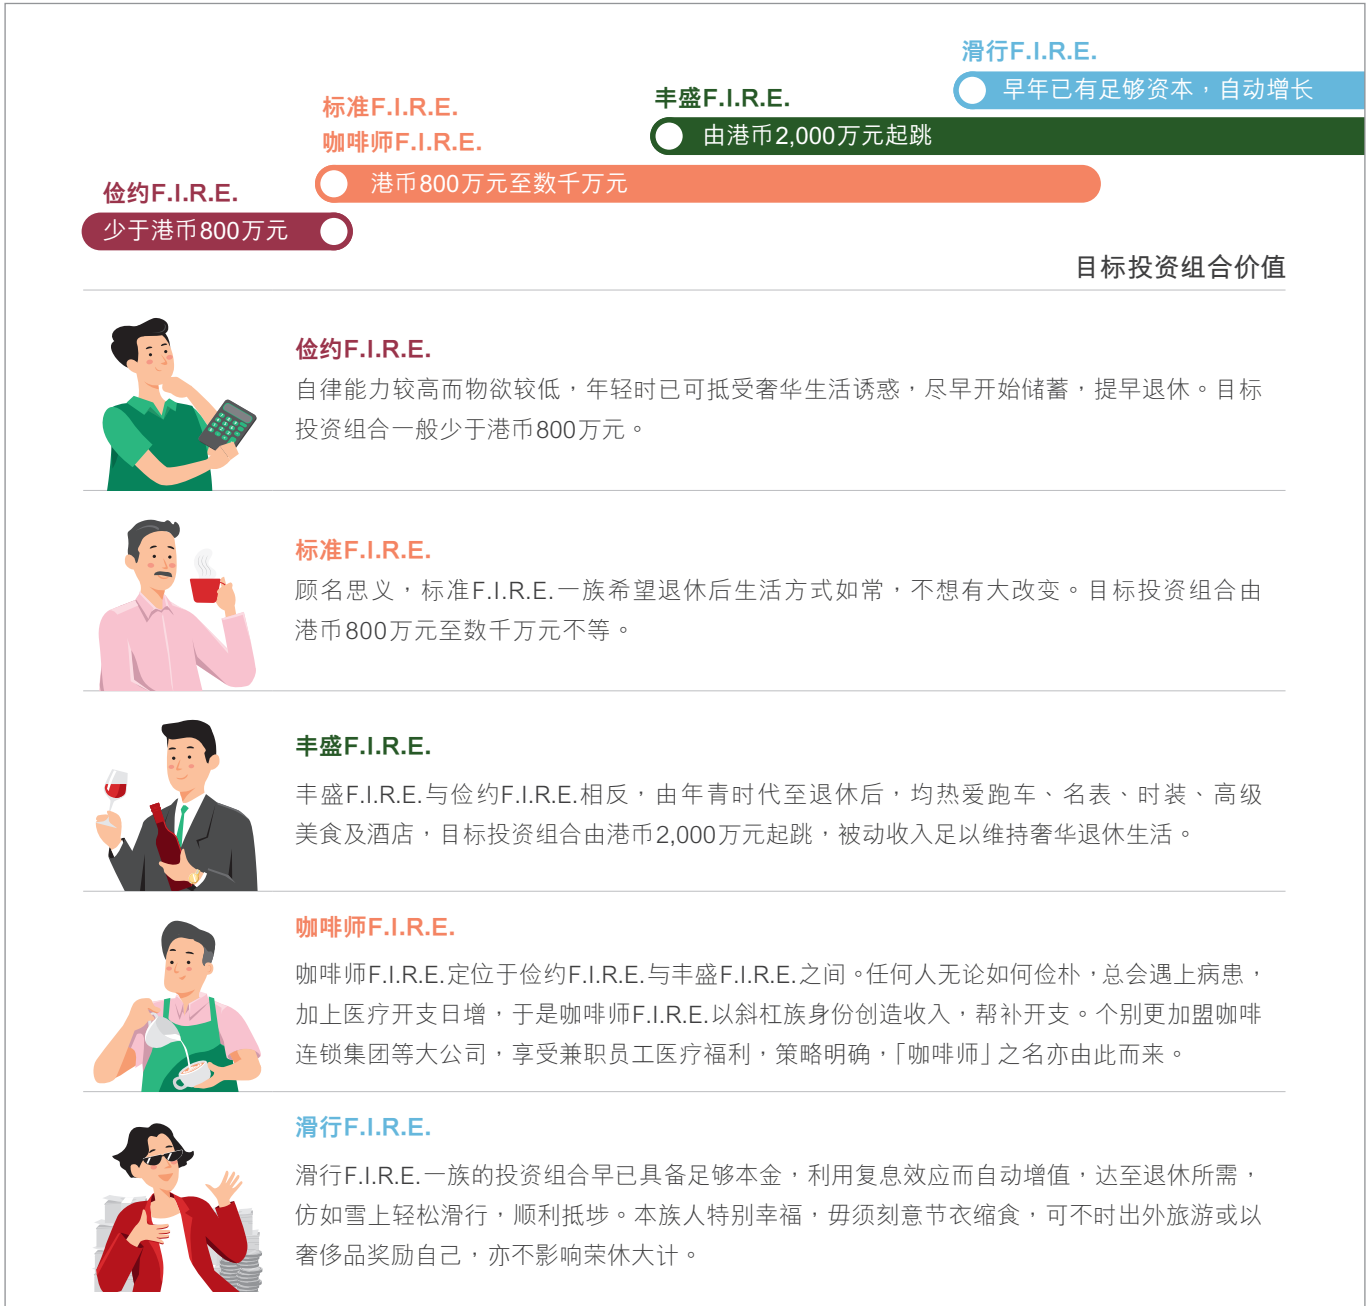 滑行F.I.R.E.
早年已有足够资本，自动增长
丰盛F.I.R.E.
由港币2,000万元起跳
标准F.I.R.E.
咖啡师F.I.R.E.
港币800万元至数千万元
俭约F.I.R.E.
少于港币800万元
目标投资组合价值
俭约F.I.R.E.
自律能力较高而物欲较低，年轻时已可抵受奢华生活诱惑，尽早开始储蓄，提早退休。目标
投资组合一般少于港币800万元。
标准F.I.R.E.
顾名思义，标准F.I.R.E.一族希望退休后生活方式如常，不想有大改变。目标投资组合由
港币800万元至数千万元不等。
丰盛F.I.R.E.
丰盛F.I.R.E.与俭约F.I.R.E.相反，由年青时代至退休后，均热爱跑车、名表、时装、高级
美食及酒店，目标投资组合由港币2,000万元起跳，被动收入足以维持奢华退休生活。
咖啡师F.I.R.E.
咖啡师F.I.R.E.定位于俭约F.I.R.E.与丰盛F.I.R.E.之间。任何人无论如何俭朴，总会遇上病患，
加上医疗开支日增，于是咖啡师F.I.R.E.以斜杠族身份创造收入，帮补开支。个别更加盟咖啡
连锁集团等大公司，享受兼职员工医疗福利，策略明确，「咖啡师」之名亦由此而来。
滑行F.I.R.E.
滑行F.I.R.E.一族的投资组合早已具备足够本金，利用复息效应而自动增值，达至退休所需，
仿如雪上轻松滑行，顺利抵埗。本族人特别幸福，毋须刻意节衣缩食，可不时出外旅游或以
奢侈品奖励自己，亦不影响荣休大计。